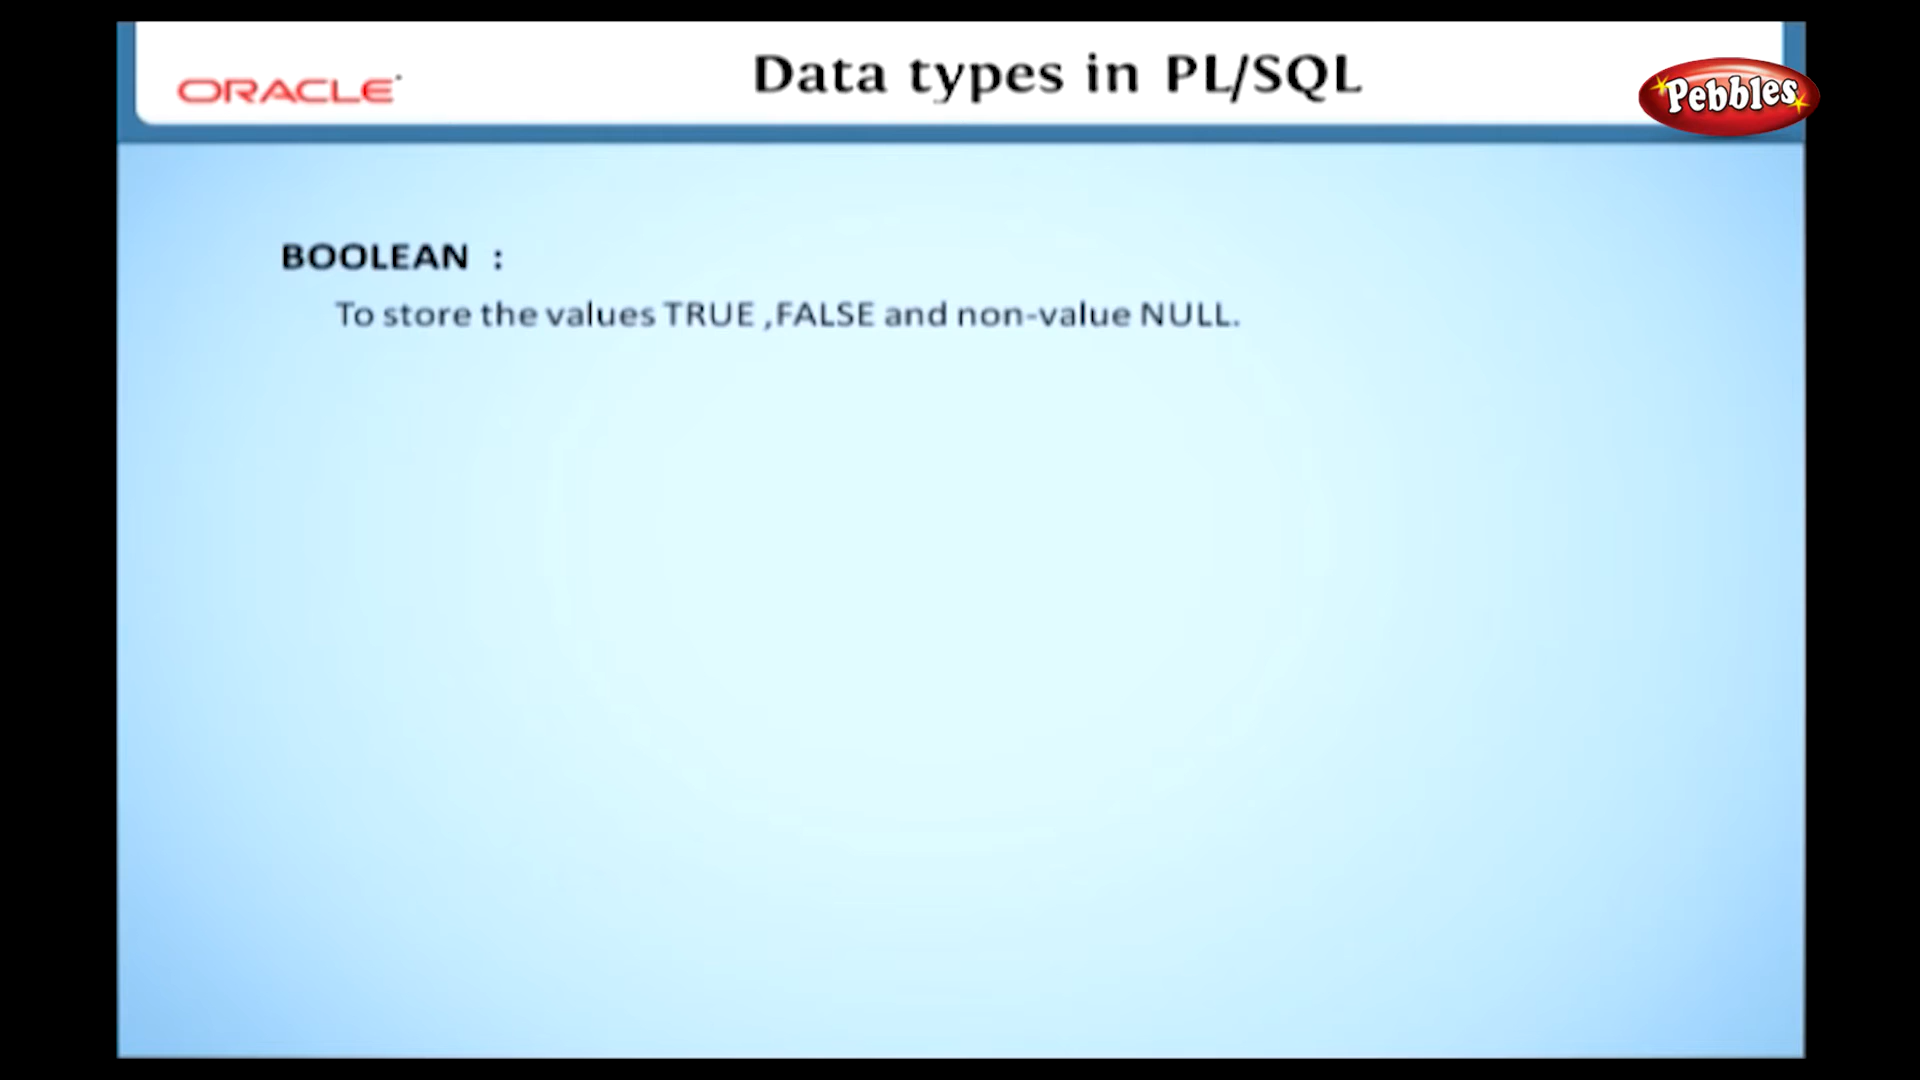 ORACLE
Data types in PL/SQL
Pebbles
BOOLEAN :
To store the values TRUE ,FALSE and non-value NULL.